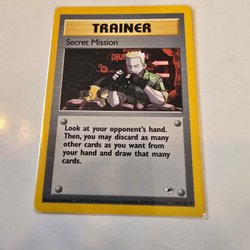 TRAINER
Secret Mission
Look at your opponent's hand.
Then, you may discard as many
other cards as you want from
your hand and draw that many
cards.